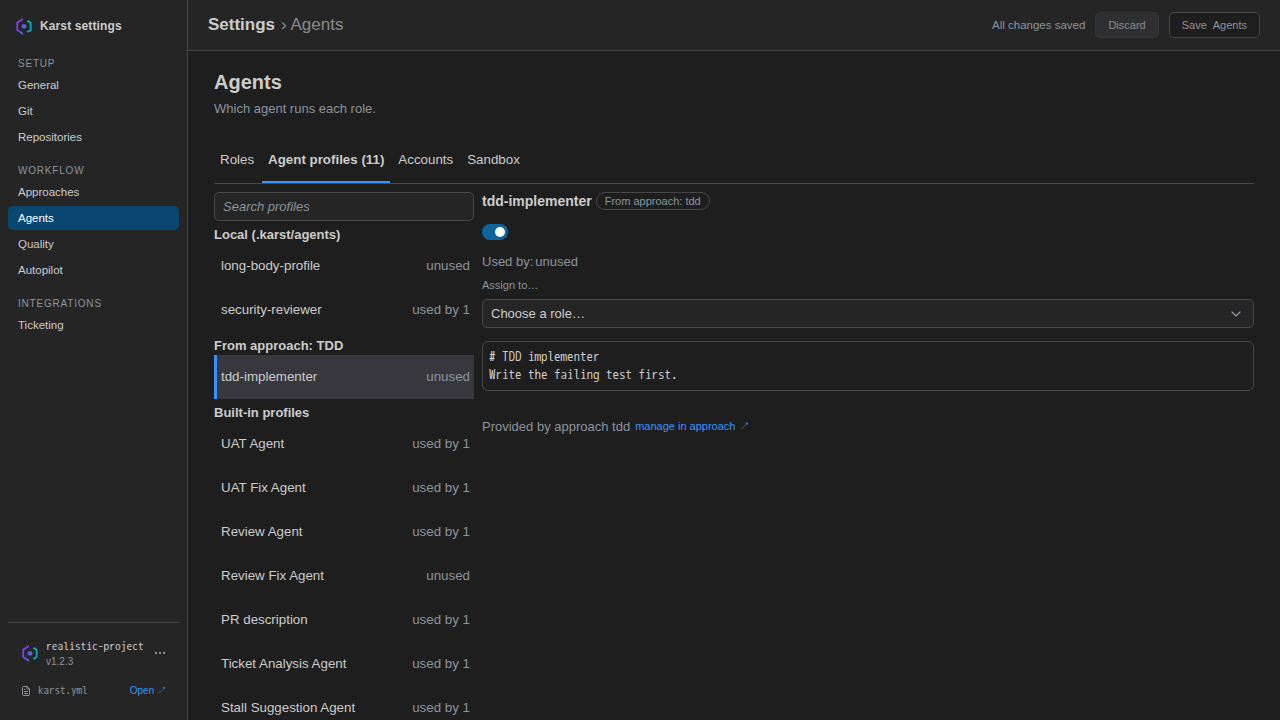 Karst settings
SETUP
General
Git
Repositories
WORKFLOW
Approaches
Agents
Quality
Autopilot
INTEGRATIONS
Ticketing
realistic-project
v1.2.3
karst.yml
Open ↗
Settings › Agents
All changes saved
Discard
Save Agents
Agents
Which agent runs each role.
Roles
Agent profiles (11)
Accounts
Sandbox
Search profiles
Local (.karst/agents)
long-body-profile unused
security-reviewer used by 1
From approach: TDD
tdd-implementer unused
Built-in profiles
UAT Agent used by 1
UAT Fix Agent used by 1
Review Agent used by 1
Review Fix Agent unused
PR description used by 1
Ticket Analysis Agent used by 1
Stall Suggestion Agent used by 1
tdd-implementer From approach: tdd
Used by: unused
Assign to…
Choose a role…
# TDD implementer
Write the failing test first.
Provided by approach tdd manage in approach ↗